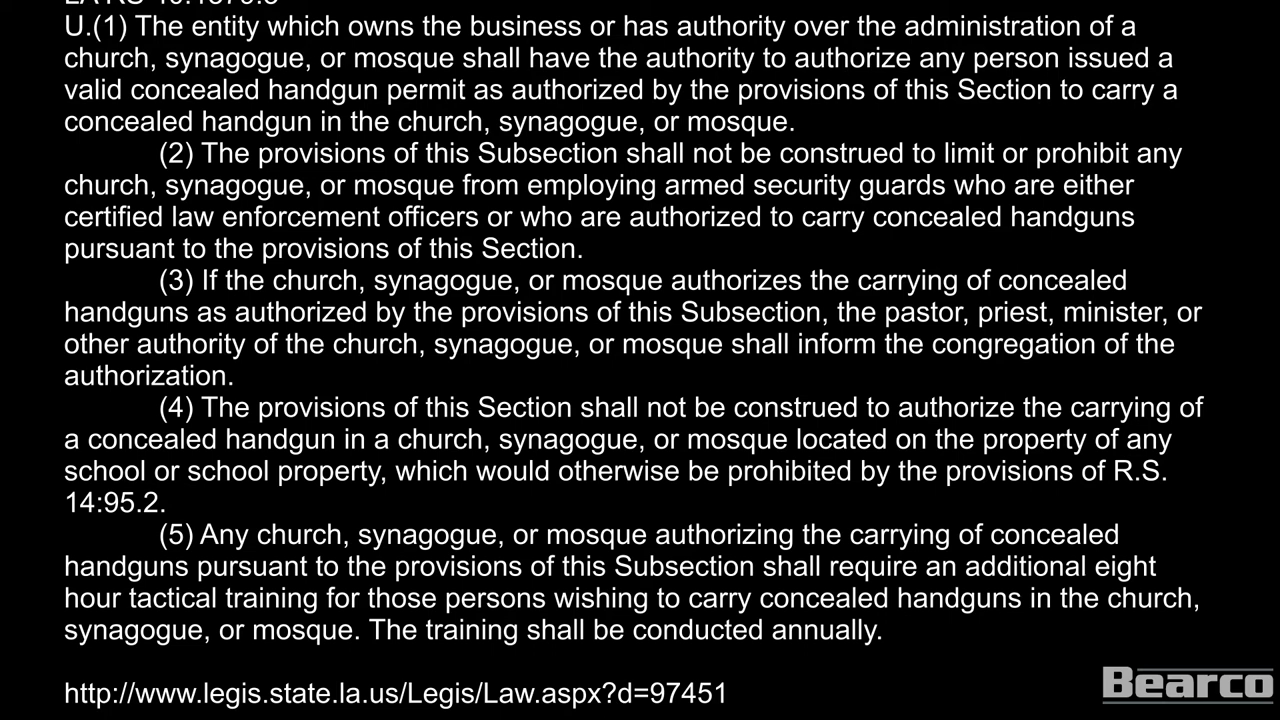 LA RS 40:1379.3
U.(1) The entity which owns the business or has authority over the administration of a
church, synagogue, or mosque shall have the authority to authorize any person issued a
valid concealed handgun permit as authorized by the provisions of this Section to carry a
concealed handgun in the church, synagogue, or mosque.
(2) The provisions of this Subsection shall not be construed to limit or prohibit any
church, synagogue, or mosque from employing armed security guards who are either
certified law enforcement officers or who are authorized to carry concealed handguns
pursuant to the provisions of this Section.
(3) If the church, synagogue, or mosque authorizes the carrying of concealed
handguns as authorized by the provisions of this Subsection, the pastor, priest, minister, or
other authority of the church, synagogue, or mosque shall inform the congregation of the
authorization.
(4) The provisions of this Section shall not be construed to authorize the carrying of
a concealed handgun in a church, synagogue, or mosque located on the property of any
school or school property, which would otherwise be prohibited by the provisions of R.S.
14:95.2.
(5) Any church, synagogue, or mosque authorizing the carrying of concealed
handguns pursuant to the provisions of this Subsection shall require an additional eight
hour tactical training for those persons wishing to carry concealed handguns in the church,
synagogue, or mosque. The training shall be conducted annually.
http://www.legis.state.la.us/Legis/Law.aspx?d=97451
Bearco